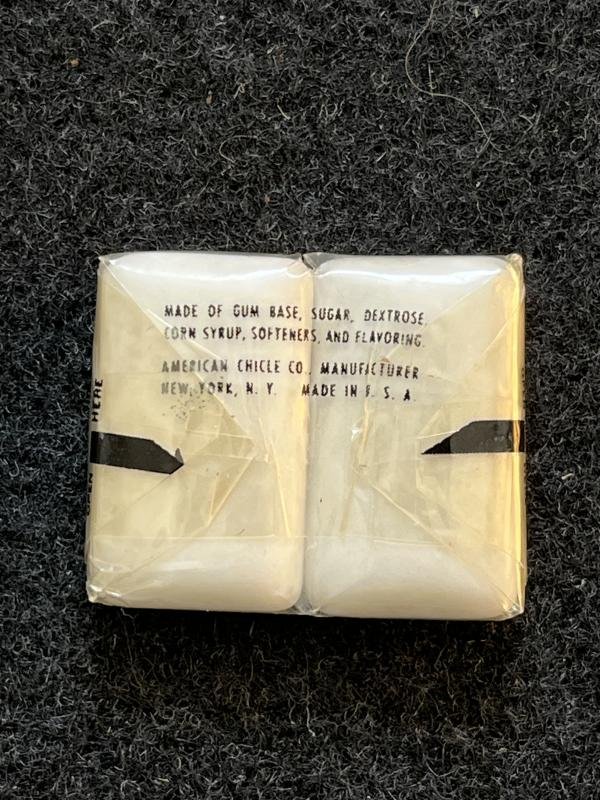 MADE OF GUM BASE, SUGAR, DEXTROSE,
CORN SYRUP, SOFTENERS, AND FLAVORING.
AMERICAN CHICLE CO., MANUFACTURER
NEW YORK, N. Y. MADE IN U. S. A.
HERE